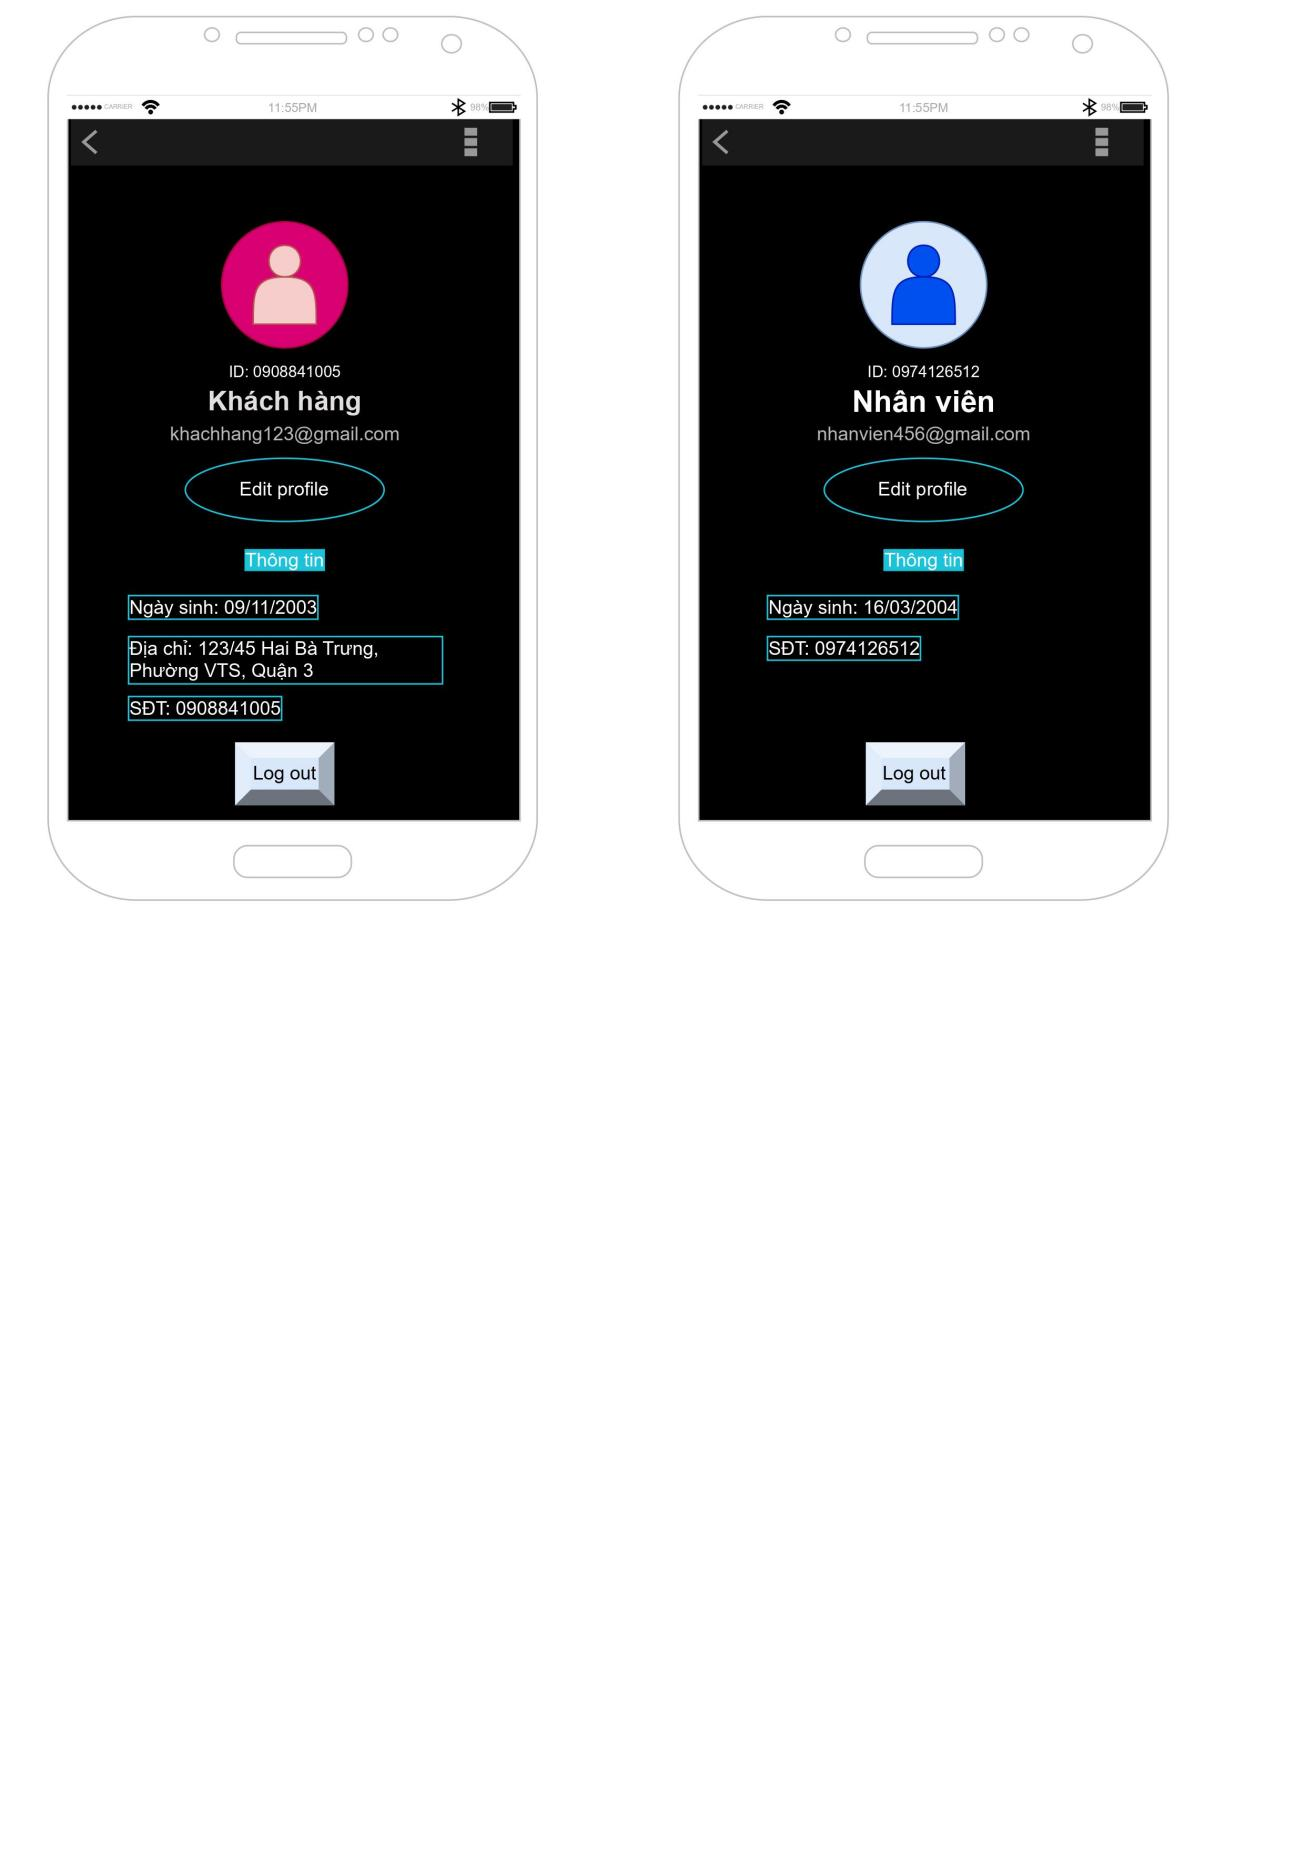 CARRIER 11:55PM 98%
ID: 0908841005
Khách hàng
khachhang123@gmail.com
Edit profile
Thông tin
Ngày sinh: 09/11/2003
Địa chỉ: 123/45 Hai Bà Trưng,
Phường VTS, Quận 3
SĐT: 0908841005
Log out
CARRIER 11:55PM 98%
ID: 0974126512
Nhân viên
nhanvien456@gmail.com
Edit profile
Thông tin
Ngày sinh: 16/03/2004
SĐT: 0974126512
Log out